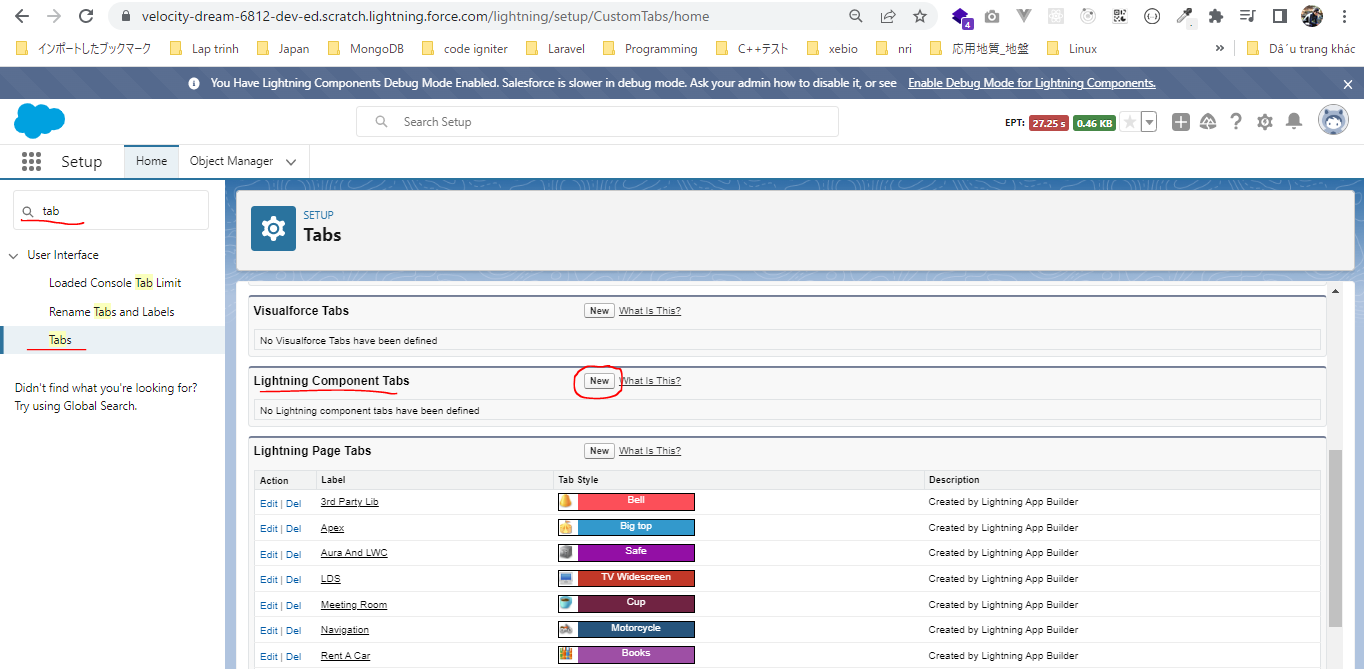 velocity-dream-6812-dev-ed.scratch.lightning.force.com/lightning/setup/CustomTabs/home
4
インポートしたブックマーク Lap trinh Japan MongoDB code igniter Laravel Programming C++テスト xebio nri 応用地質_地盤 Linux » Dấu trang khác
You Have Lightning Components Debug Mode Enabled. Salesforce is slower in debug mode. Ask your admin how to disable it, or see Enable Debug Mode for Lightning Components.
Search Setup
EPT: 27.25 s 0.46 KB
Setup Home Object Manager
tab
User Interface
Loaded Console Tab Limit
Rename Tabs and Labels
Tabs
Didn't find what you're looking for?
Try using Global Search.
SETUP
Tabs
Visualforce Tabs New What Is This?
No Visualforce Tabs have been defined
Lightning Component Tabs New What Is This?
No Lightning component tabs have been defined
Lightning Page Tabs New What Is This?
Action Label Tab Style Description
Edit | Del 3rd Party Lib Bell Created by Lightning App Builder
Edit | Del Apex Big top Created by Lightning App Builder
Edit | Del Aura And LWC Safe Created by Lightning App Builder
Edit | Del LDS TV Widescreen Created by Lightning App Builder
Edit | Del Meeting Room Cup Created by Lightning App Builder
Edit | Del Navigation Motorcycle Created by Lightning App Builder
Edit | Del Rent A Car Books Created by Lightning App Builder